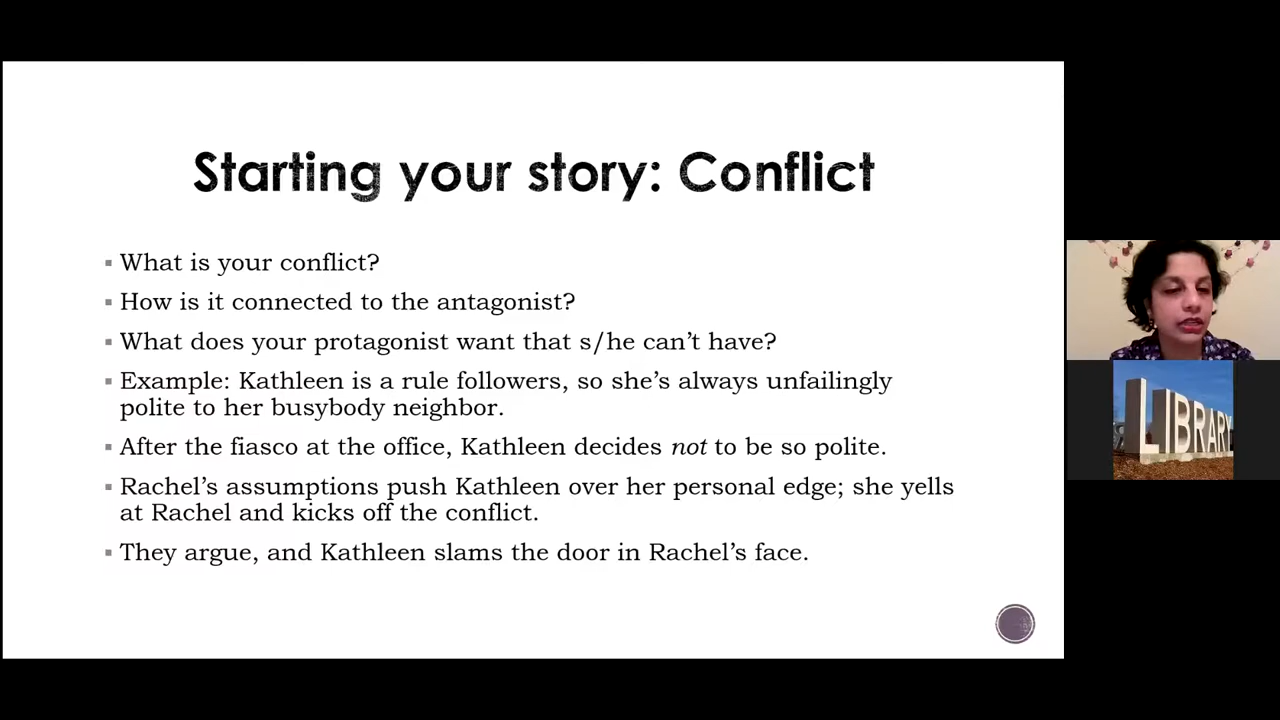 Starting your story: Conflict
What is your conflict?
How is it connected to the antagonist?
What does your protagonist want that s/he can’t have?
Example: Kathleen is a rule followers, so she’s always unfailingly
polite to her busybody neighbor.
After the fiasco at the office, Kathleen decides not to be so polite.
Rachel’s assumptions push Kathleen over her personal edge; she yells
at Rachel and kicks off the conflict.
They argue, and Kathleen slams the door in Rachel’s face.
LIBRARY